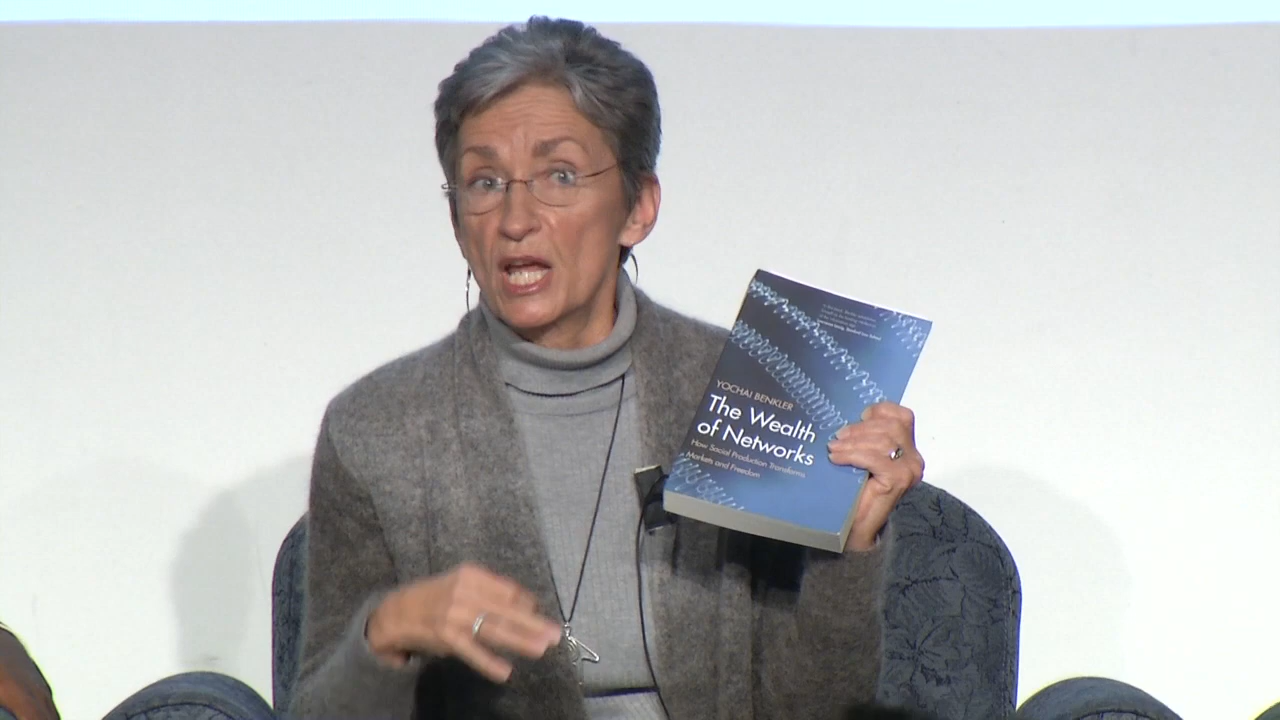 YOCHAI BENKLER
The Wealth
of Networks
How Social Production Transforms
Markets and Freedom